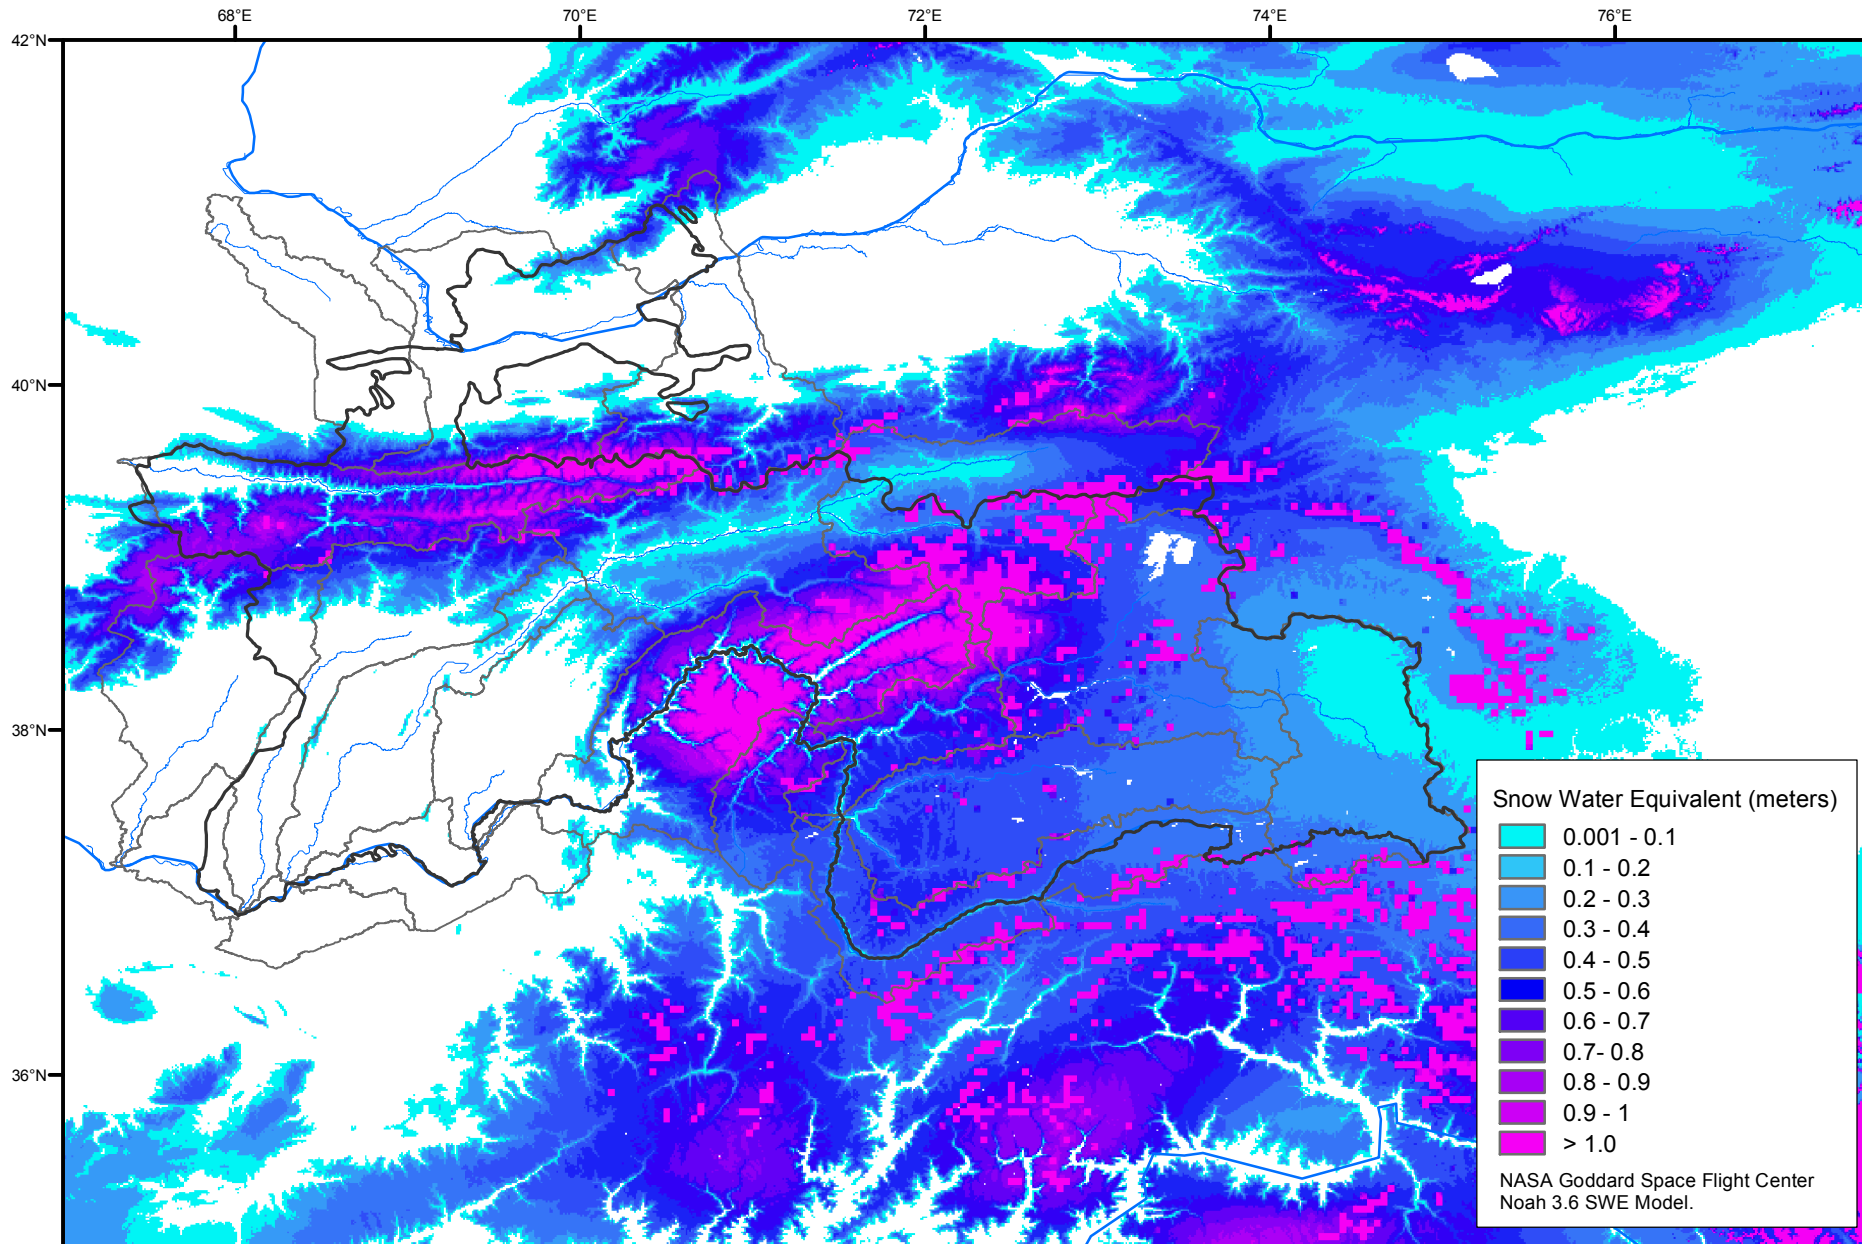 68°E
70°E
72°E
74°E
76°E
42°N
40°N
38°N
36°N
Snow Water Equivalent (meters)
0.001 - 0.1
0.1 - 0.2
0.2 - 0.3
0.3 - 0.4
0.4 - 0.5
0.5 - 0.6
0.6 - 0.7
0.7- 0.8
0.8 - 0.9
0.9 - 1
> 1.0
NASA Goddard Space Flight Center
Noah 3.6 SWE Model.